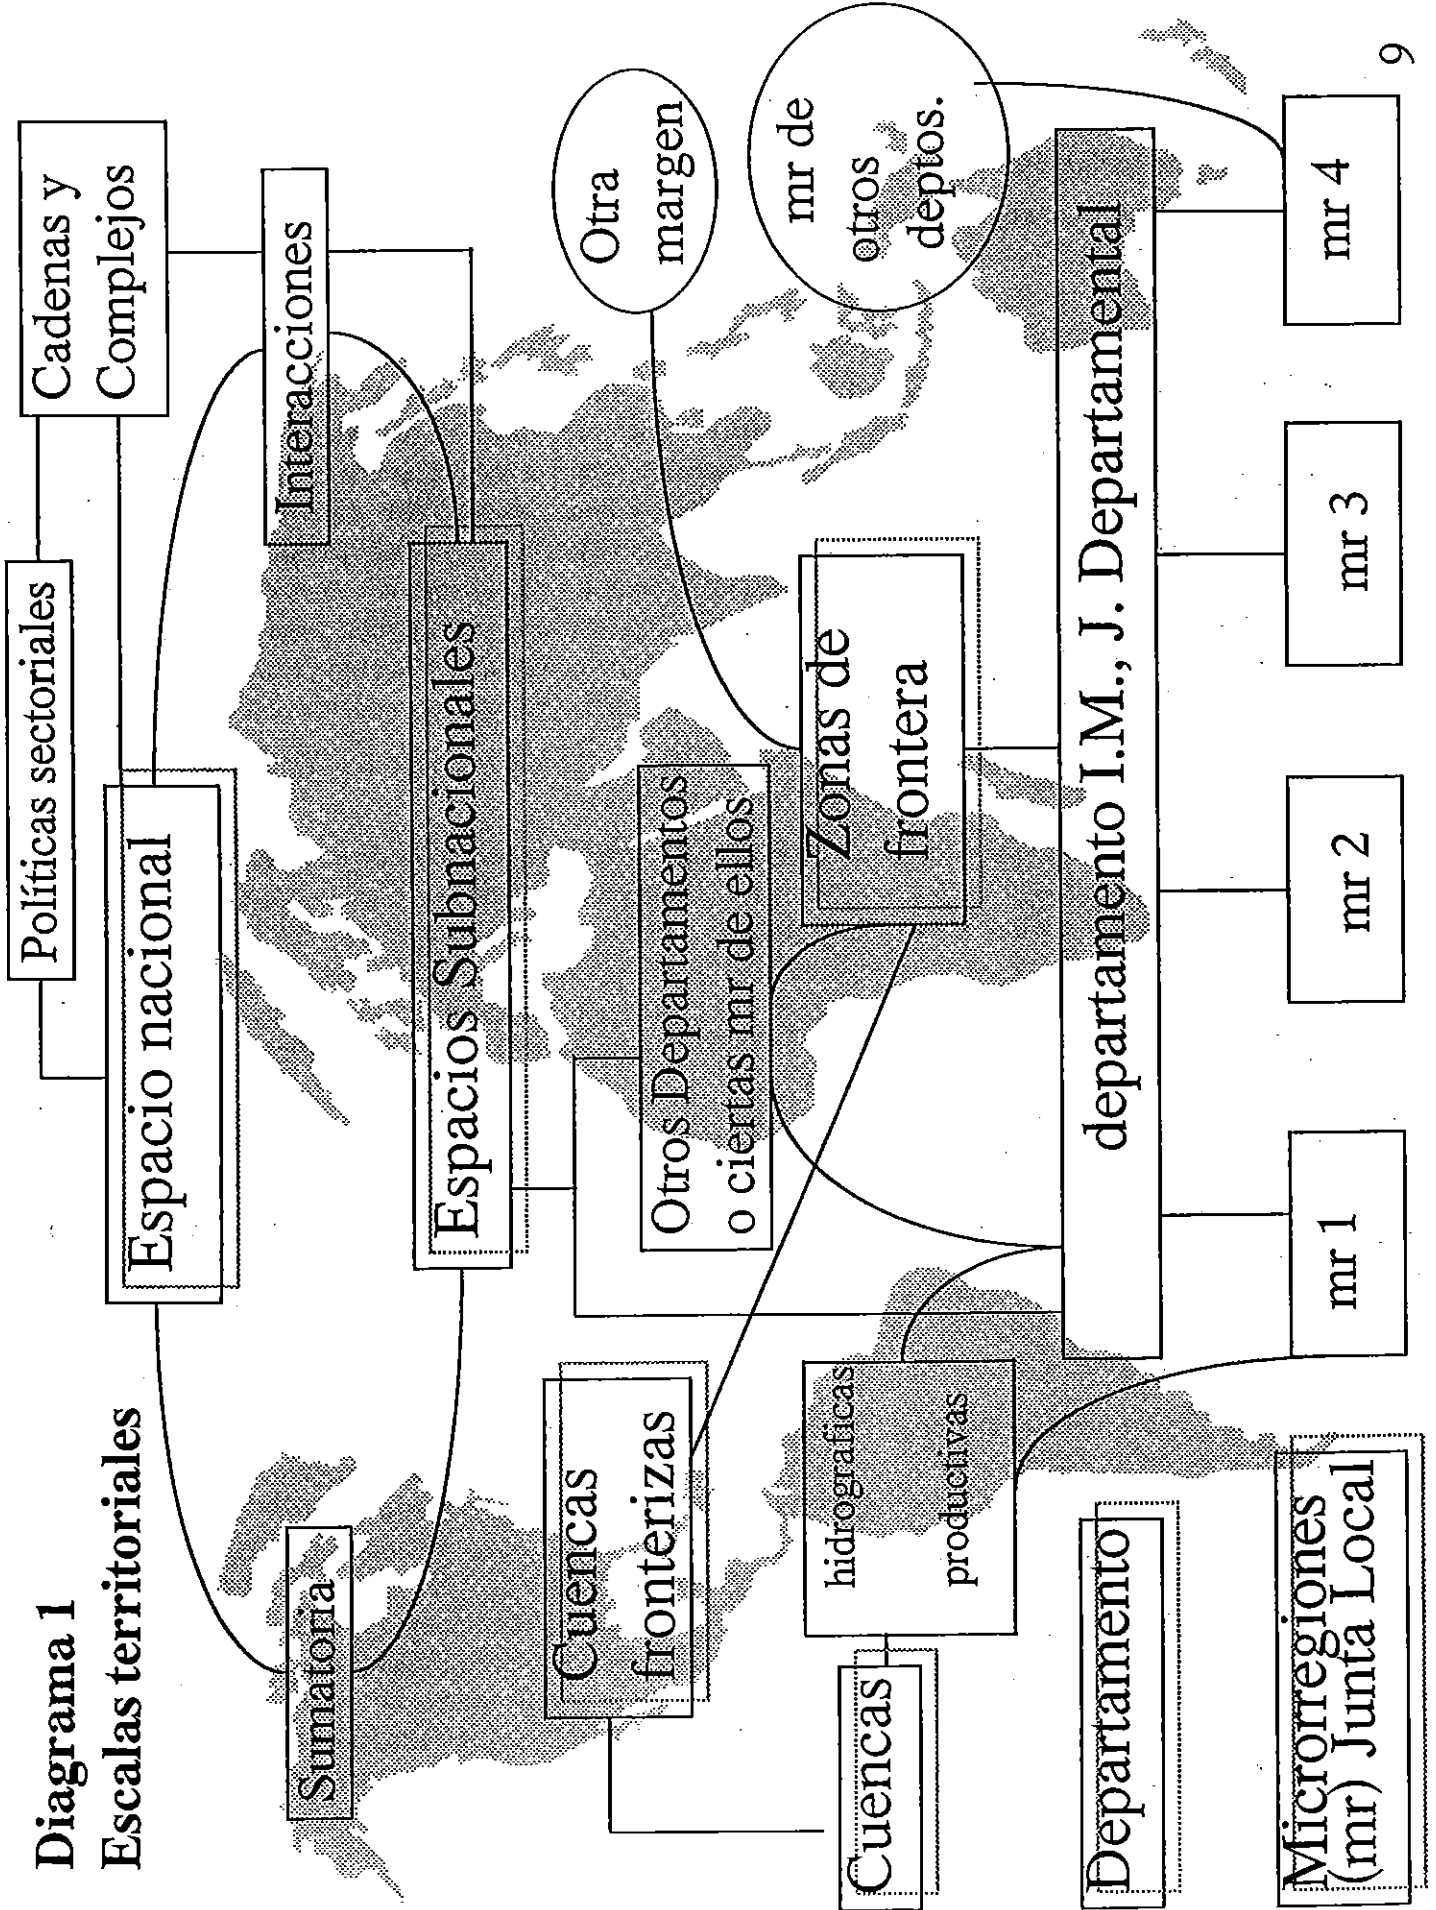 Diagrama 1
Escalas territoriales
Políticas sectoriales
Cadenas y
Complejos
Espacio nacional
Sumatoria
Interacciones
Espacios Subnacionales
Cuencas
fronterizas
Otros Departamentos
o ciertas mr de ellos
Otra
margen
Cuencas
hidrograficas
productivas
Zonas de
frontera
mr de
otros
deptos.
Departamento
departamento I.M., J. Departamental
Microrregiones
(mr) Junta Local
mr 1
mr 2
mr 3
mr 4
9